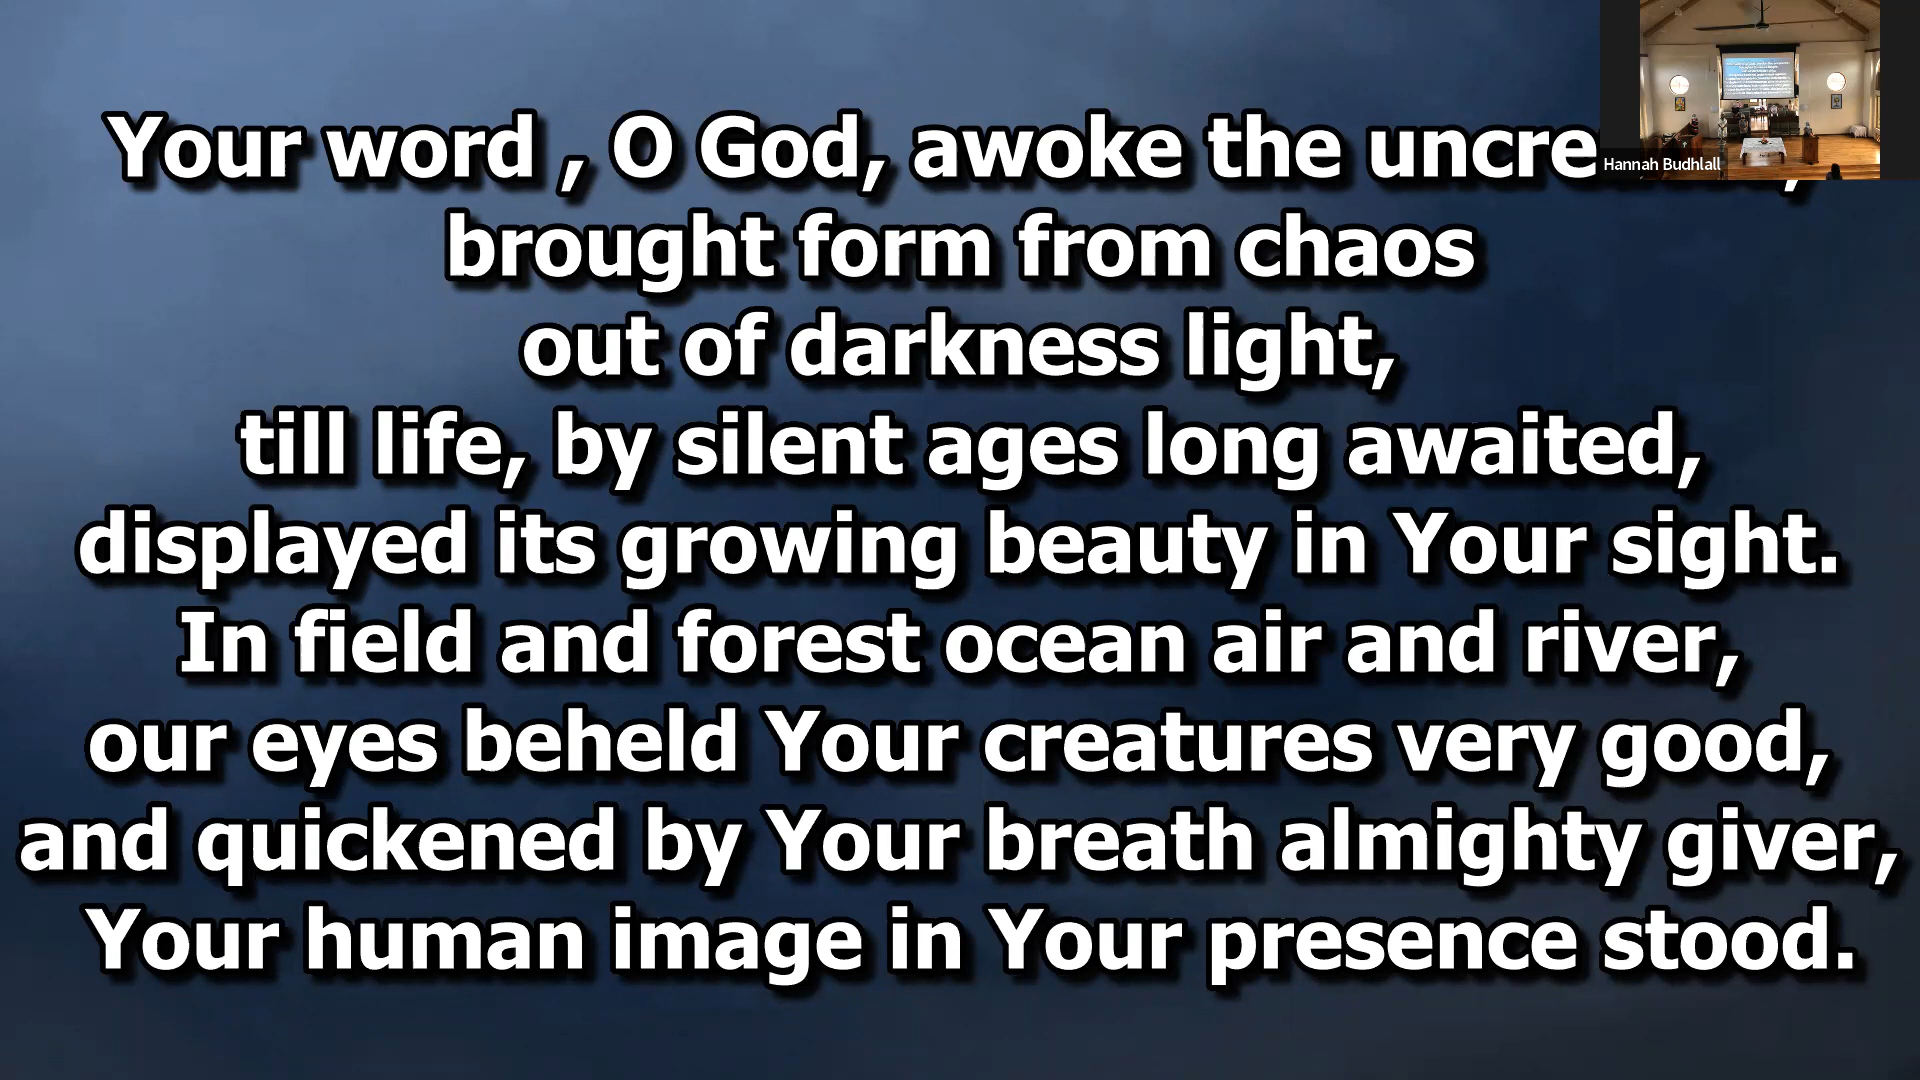 Your word , O God, awoke the
brought form from chaos
out of darkness light,
till life, by silent ages long awaited,
displayed its growing beauty in Your sight.
In field and forest ocean air and river,
our eyes beheld Your creatures very good,
and quickened by Your breath almighty giver,
Your human image in Your presence stood.
Hannah Budhlall